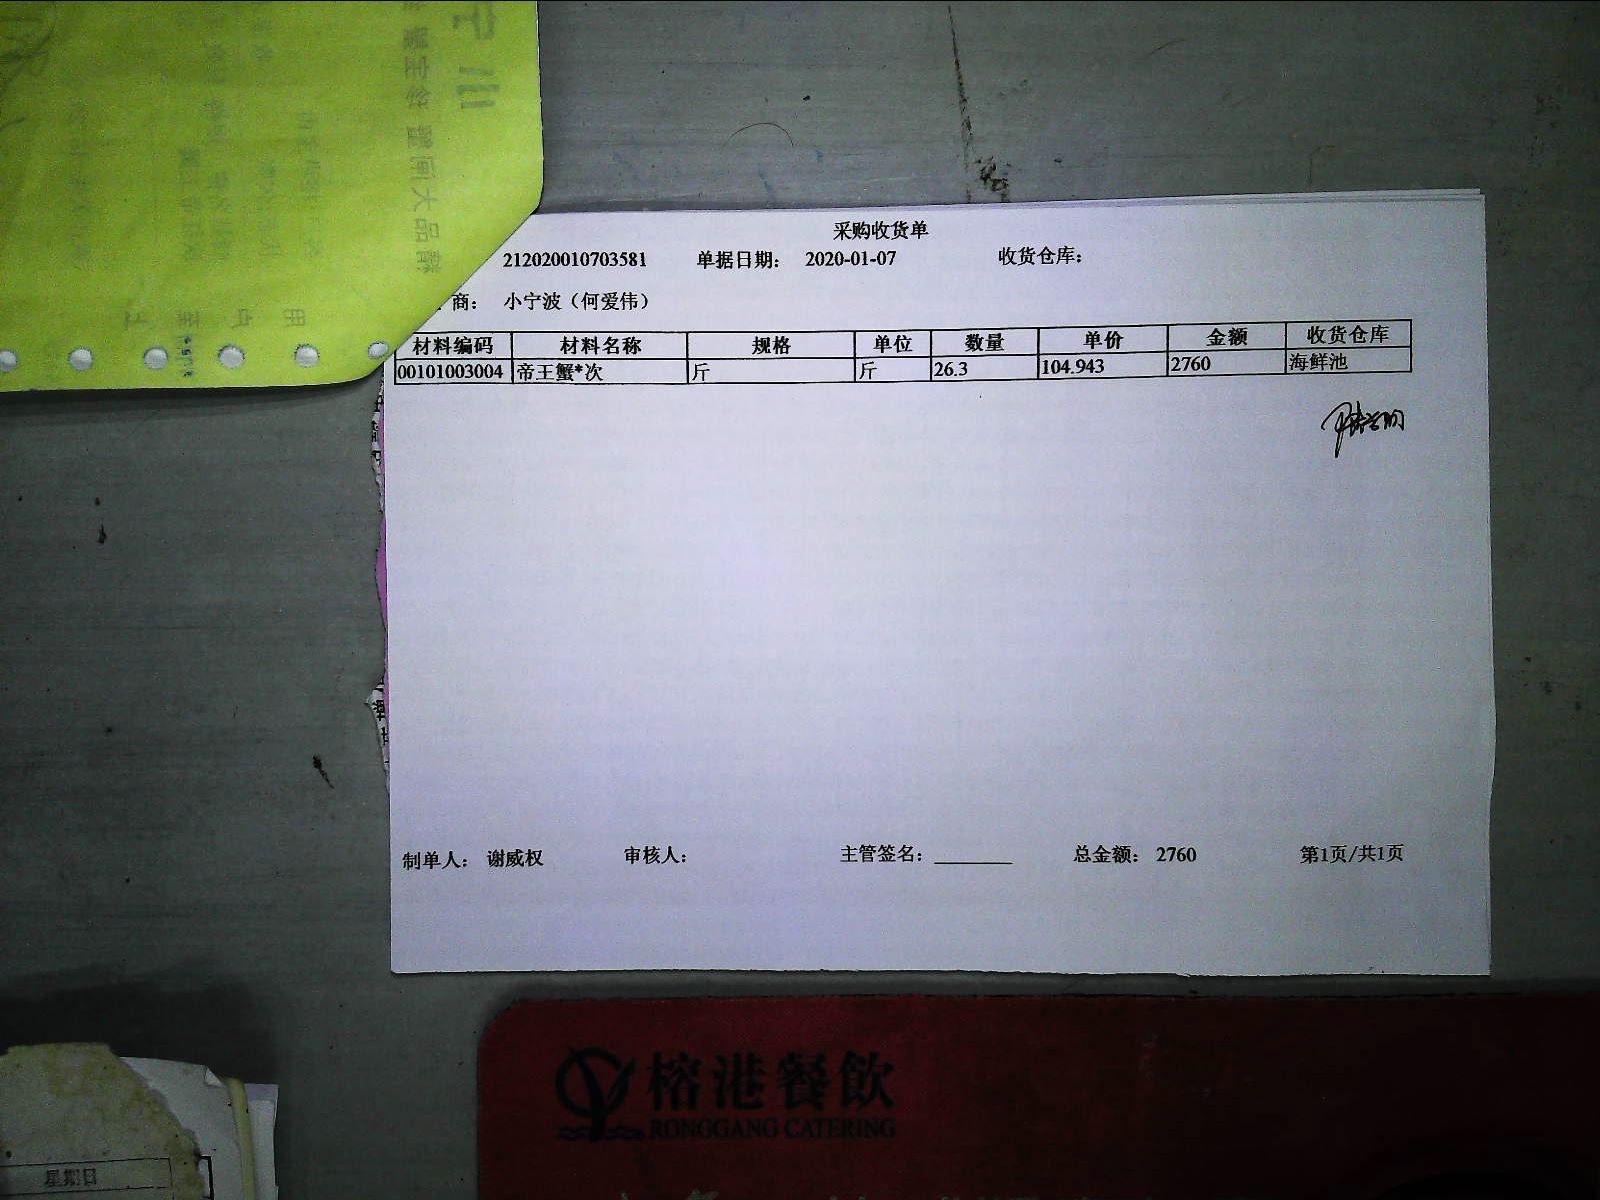 采购收货单
212020010703581 单据日期: 2020-01-07 收货仓库:
商: 小宁波（何爱伟）
材料编码 材料名称 规格 单位 数量 单价 金额 收货仓库
00101003004 帝王蟹*次 斤 斤 26.3 104.943 2760 海鲜池
制单人: 谢威权 审核人: 主管签名: ________ 总金额: 2760 第1页/共1页
榕港餐飲
RONGGANG CATERING
星期日